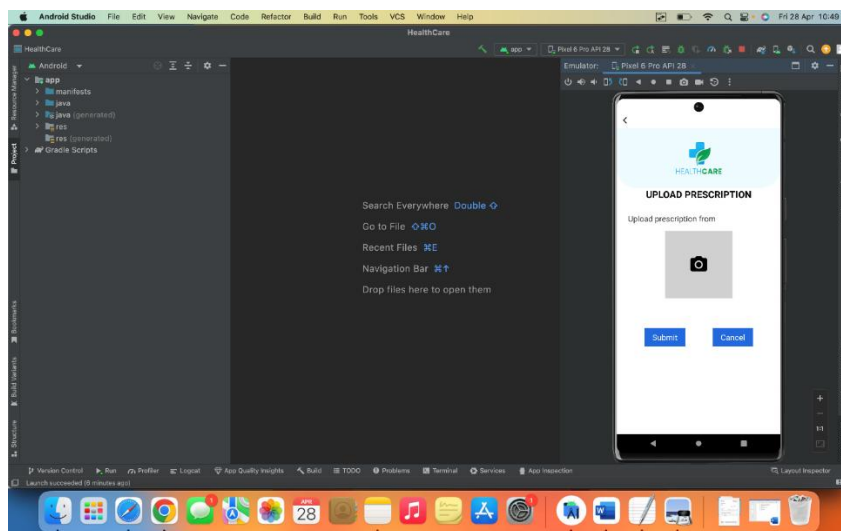 Android Studio File Edit View Navigate Code Refactor Build Run Tools VCS Window Help Fri 28 Apr 10:49
HealthCare
HealthCare app Pixel 6 Pro API 28
Android
app
manifests
java
java (generated)
res
res (generated)
Gradle Scripts
Resource Manager
Project
Bookmarks
Build Variants
Structure
Search Everywhere Double ⇧
Go to File ⇧⌘O
Recent Files ⌘E
Navigation Bar ⌘↑
Drop files here to open them
Emulator: Pixel 6 Pro API 28
HEALTHCARE
UPLOAD PRESCRIPTION
Upload prescription from
Submit Cancel
1:1
Version Control Run Profiler Logcat App Quality Insights Build TODO Problems Terminal Services App Inspection Layout Inspector
Launch succeeded (6 minutes ago)
APR
28